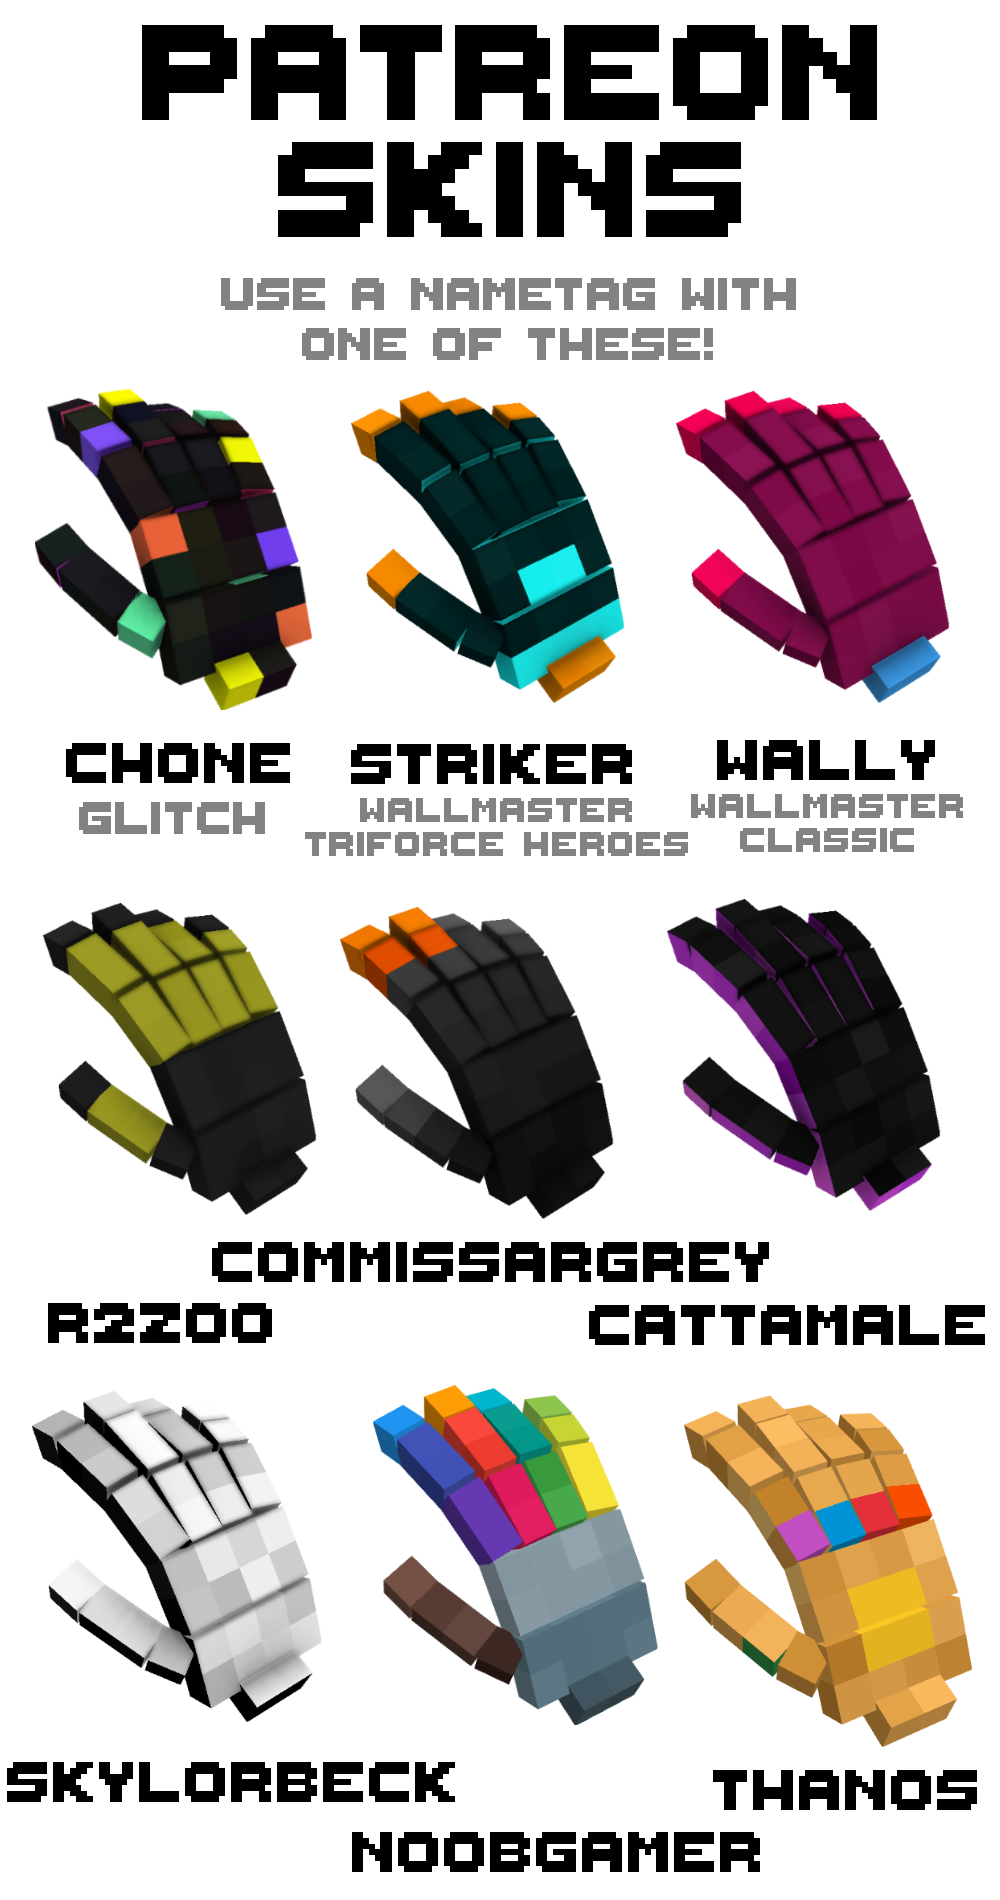 PATREON
SKINS
USE A NAMETAG WITH
ONE OF THESE!
CHONE
GLITCH
STRIKER
WALLMASTER
TRIFORCE HEROES
WALLY
WALLMASTER
CLASSIC
COMMISSARGREY
R2ZOO
CATTAMALE
SKYLORBECK
THANOS
NOOBGAMER